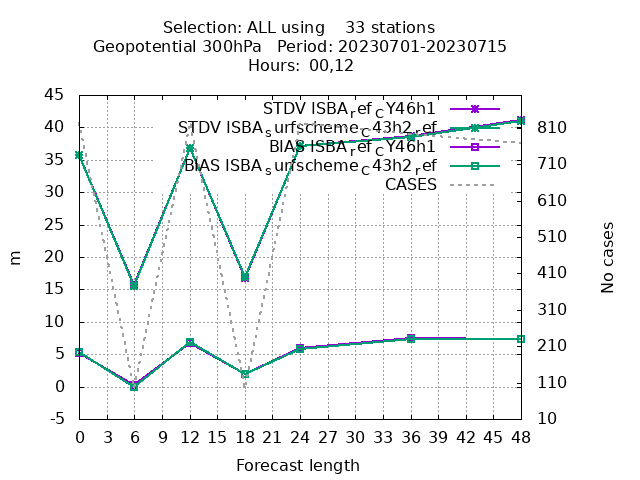 Selection: ALL using 33 stations
Geopotential 300hPa Period: 20230701-20230715
Hours: 00,12
STDV ISBA_ref_CY46h1
STDV ISBA_surfscheme_C43h2_ref
BIAS ISBA_ref_CY46h1
BIAS ISBA_surfscheme_C43h2_ref
CASES
45
40
35
30
25
20
15
10
5
0
-5
m
810
710
610
510
410
310
210
110
10
No cases
0 3 6 9 12 15 18 21 24 27 30 33 36 39 42 45 48
Forecast length